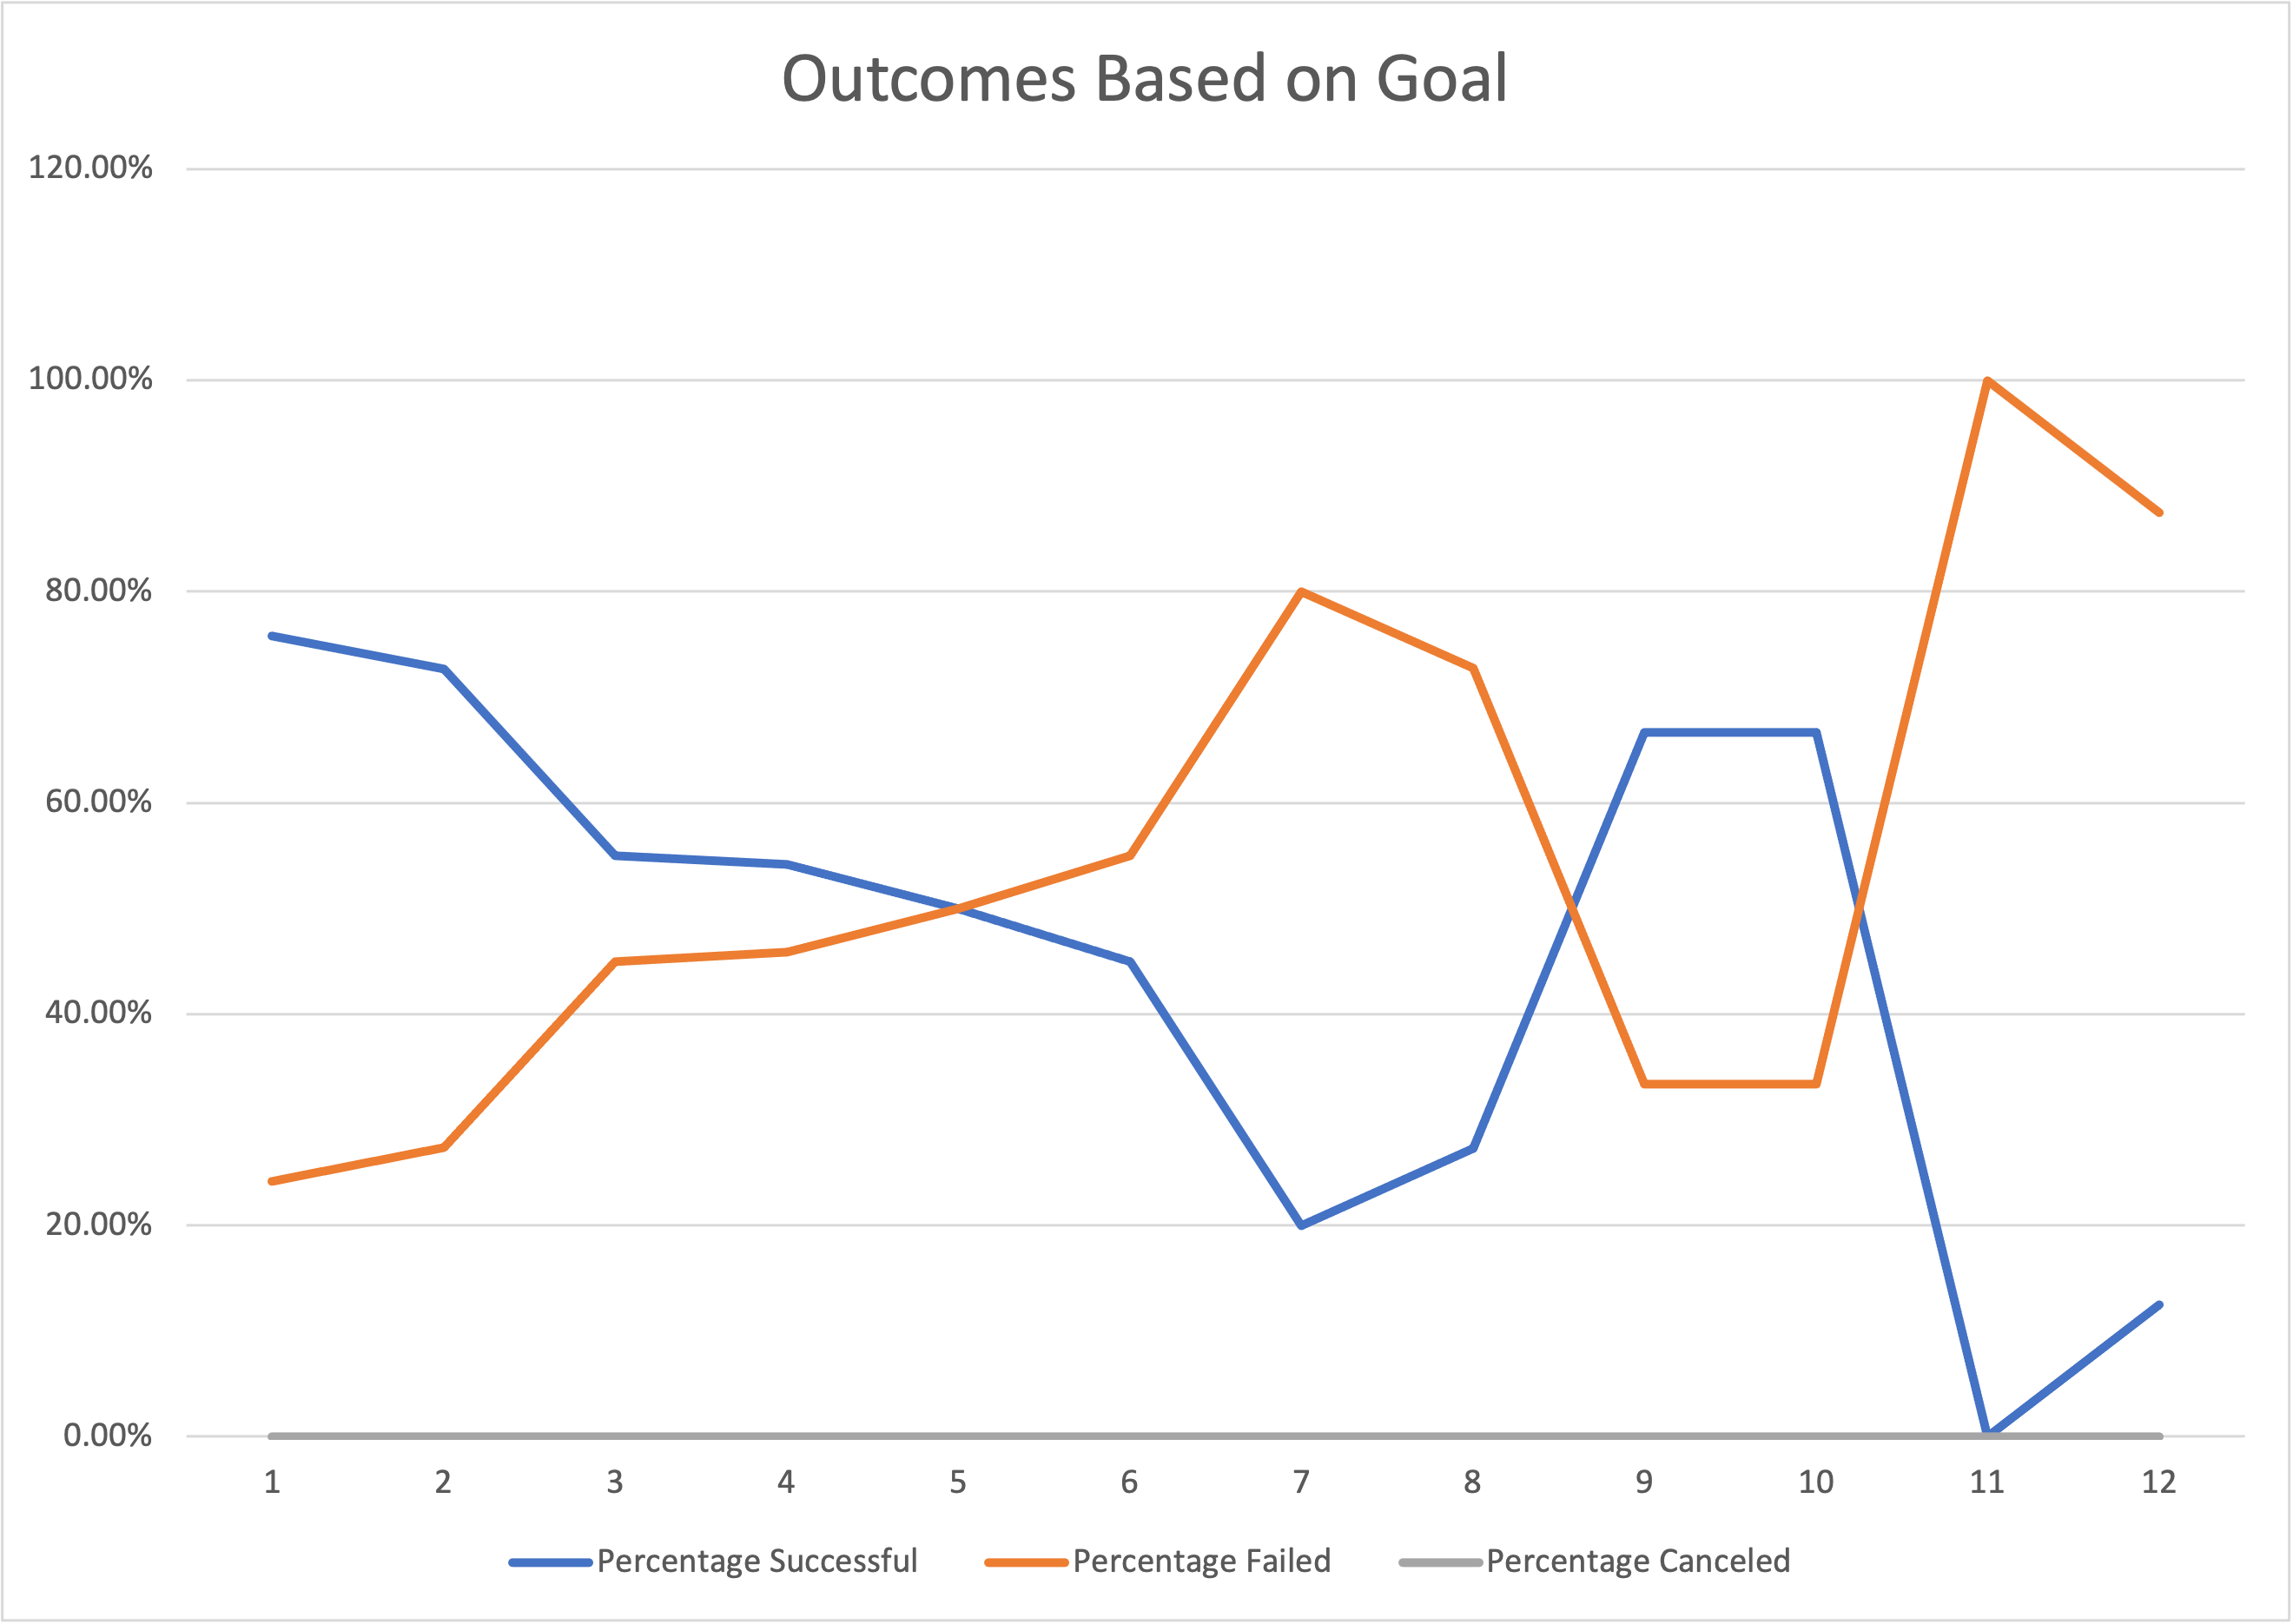 Outcomes Based on Goal
120.00%
100.00%
80.00%
60.00%
40.00%
20.00%
0.00%
1 2 3 4 5 6 7 8 9 10 11 12
Percentage Successful Percentage Failed Percentage Canceled